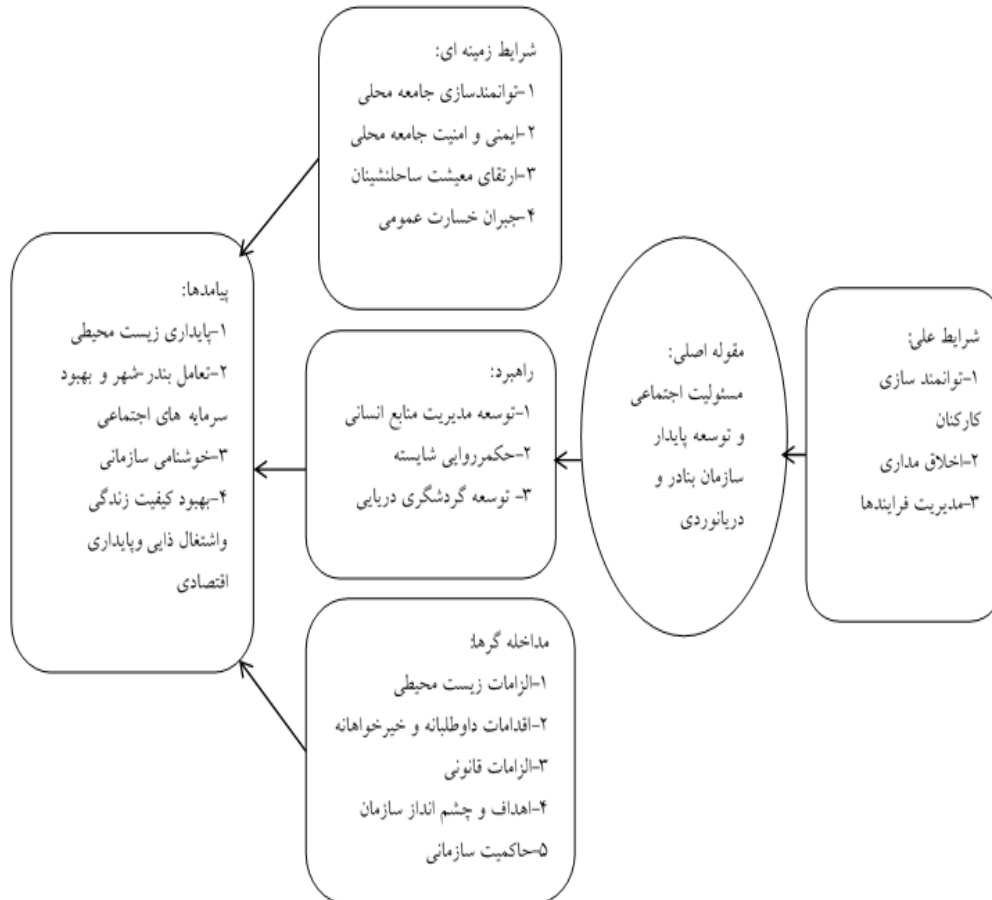 شرایط علی:
۱-توانمند سازی
کارکنان
۲-اخلاق مداری
۳-مدیریت فرایندها
مقوله اصلی:
مسئولیت اجتماعی
و توسعه پایدار
سازمان بنادر و
دریانوردی
شرایط زمینه ای:
۱-توانمندسازی جامعه محلی
۲-ایمنی و امنیت جامعه محلی
۳-ارتقای معیشت ساحلنشینان
۴-جبران خسارت عمومی
راهبرد:
۱-توسعه مدیریت منابع انسانی
۲-حکمرروایی شایسته
۳- توسعه گردشگری دریایی
مداخله گرها:
۱-الزامات زیست محیطی
۲-اقدامات داوطلبانه و خیرخواهانه
۳-الزامات قانونی
۴-اهداف و چشم انداز سازمان
۵-حاکمیت سازمانی
پیامدها:
۱-پایداری زیست محیطی
۲-تعامل بندر-شهر و بهبود
سرمایه های اجتماعی
۳-خوشنامی سازمانی
۴-بهبود کیفیت زندگی
واشتغال ذایی وپایداری
اقتصادی